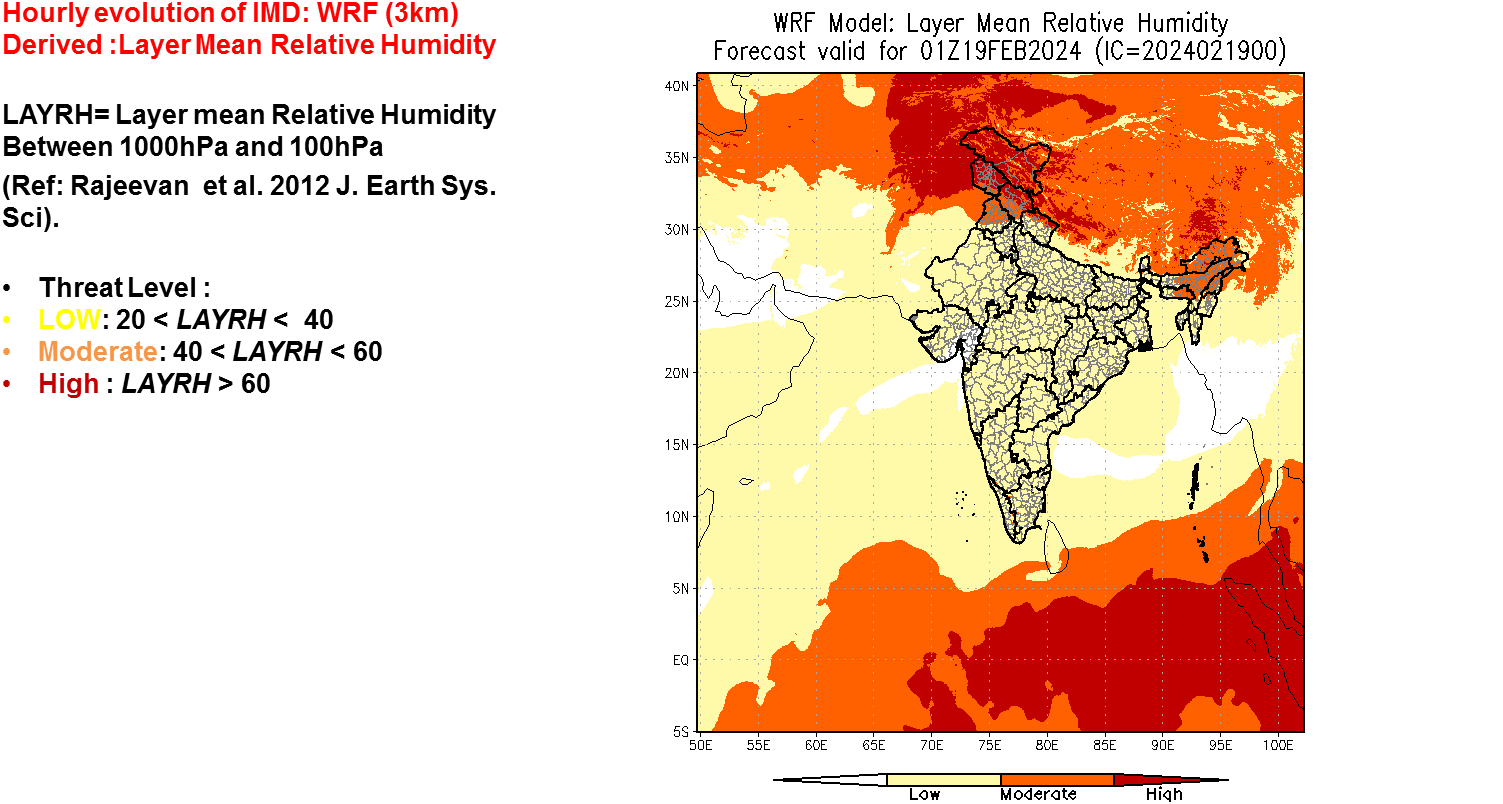 Hourly evolution of IMD: WRF (3km)
Derived :Layer Mean Relative Humidity
LAYRH= Layer mean Relative Humidity
Between 1000hPa and 100hPa
(Ref: Rajeevan et al. 2012 J. Earth Sys.
Sci).
• Threat Level :
• LOW: 20 < LAYRH < 40
• Moderate: 40 < LAYRH < 60
• High : LAYRH > 60
WRF Model: Layer Mean Relative Humidity
Forecast valid for 01Z19FEB2024 (IC=2024021900)
40N
35N
30N
25N
20N
15N
10N
5N
EQ
5S
50E 55E 60E 65E 70E 75E 80E 85E 90E 95E 100E
Low Moderate High